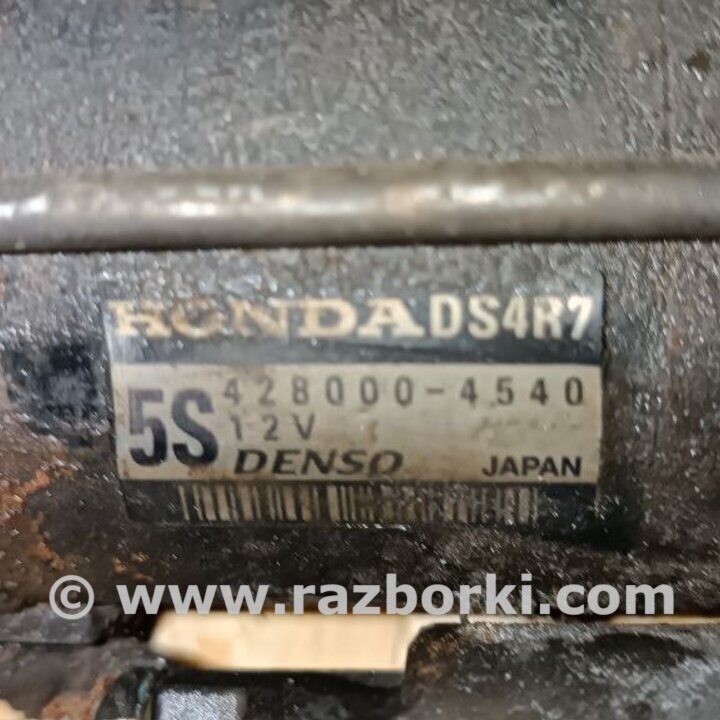 HONDA DS4R7
5S 428000-4540
12V
DENSO JAPAN
© www.razborki.com